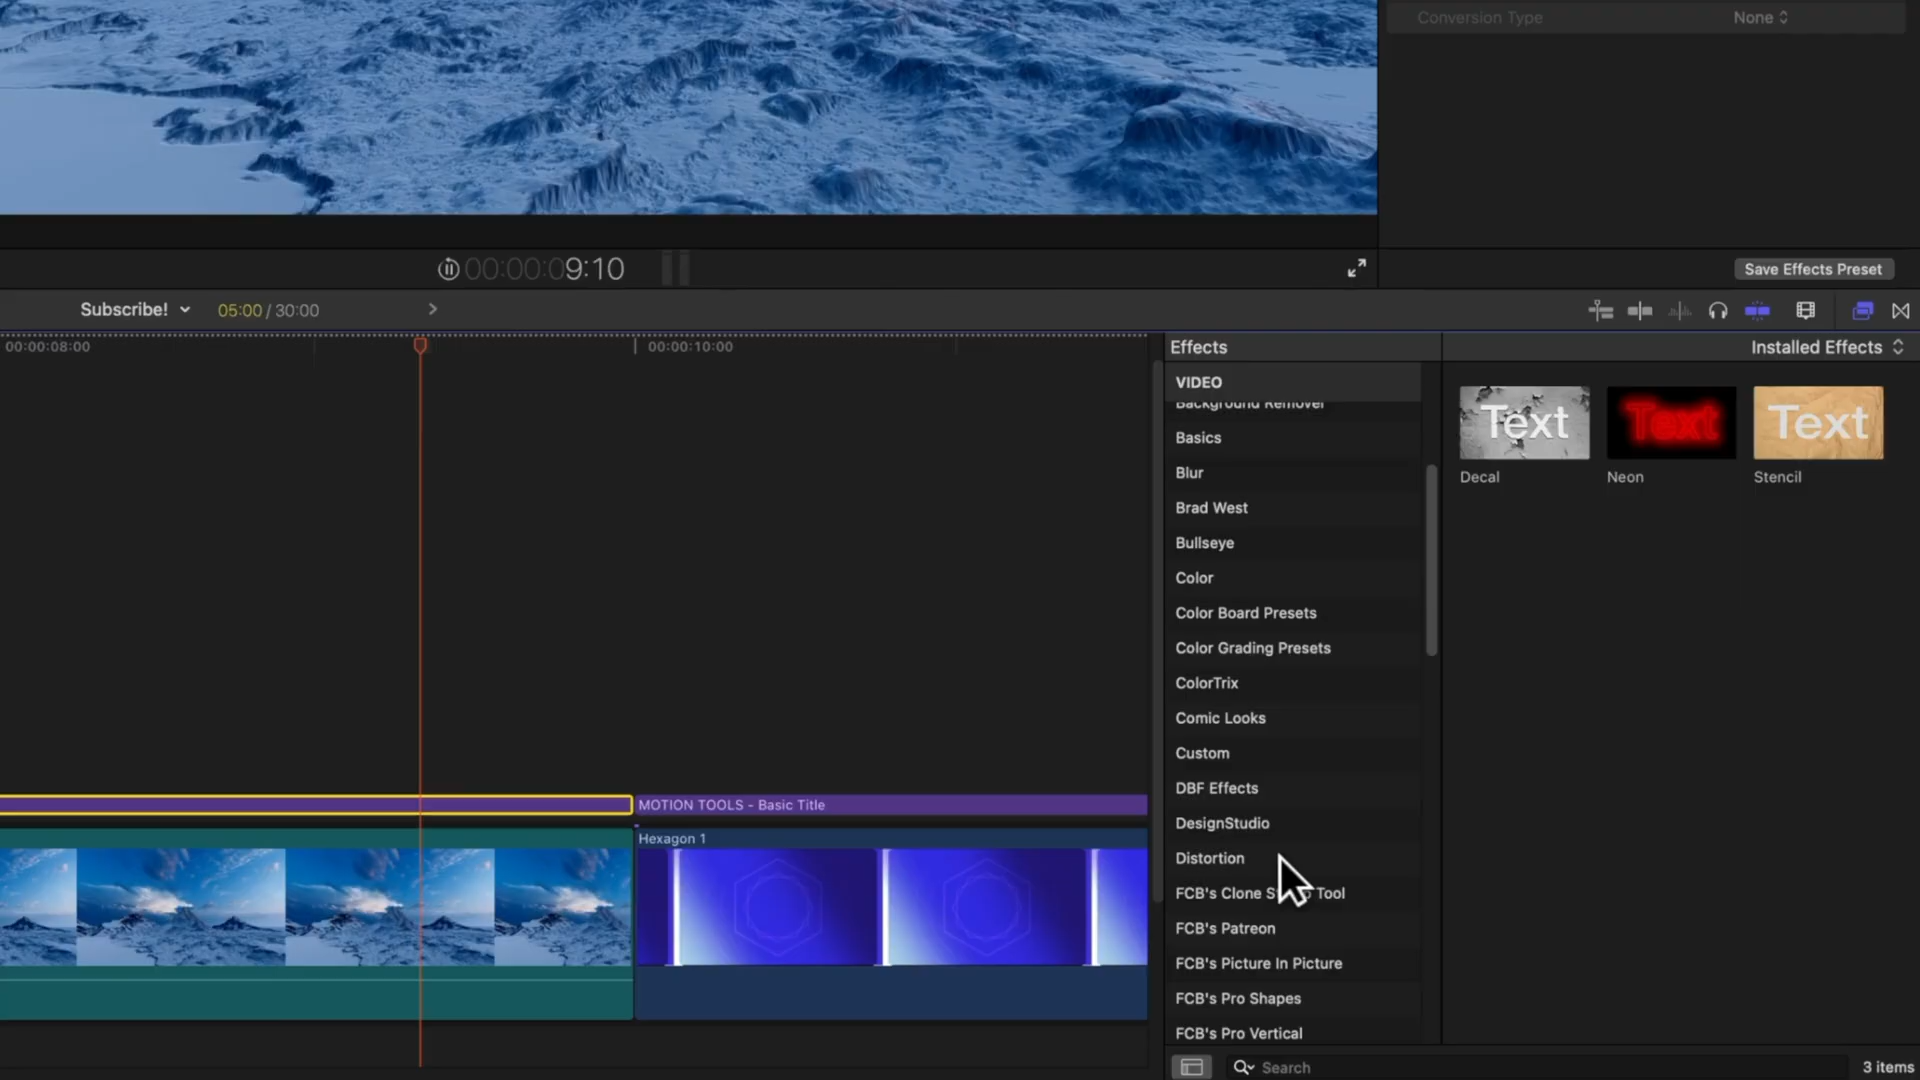 Conversion Type
None
00:00:09:10
Save Effects Preset
Subscribe!
05:00 / 30:00
00:00:08:00
00:00:10:00
Effects
Installed Effects
VIDEO
Background Remover
Basics
Blur
Brad West
Bullseye
Color
Color Board Presets
Color Grading Presets
ColorTrix
Comic Looks
Custom
DBF Effects
DesignStudio
Distortion
FCB's Clone Tool
FCB's Patreon
FCB's Picture In Picture
FCB's Pro Shapes
FCB's Pro Vertical
Text
Text
Text
Decal
Neon
Stencil
MOTION TOOLS - Basic Title
Hexagon 1
Search
3 items